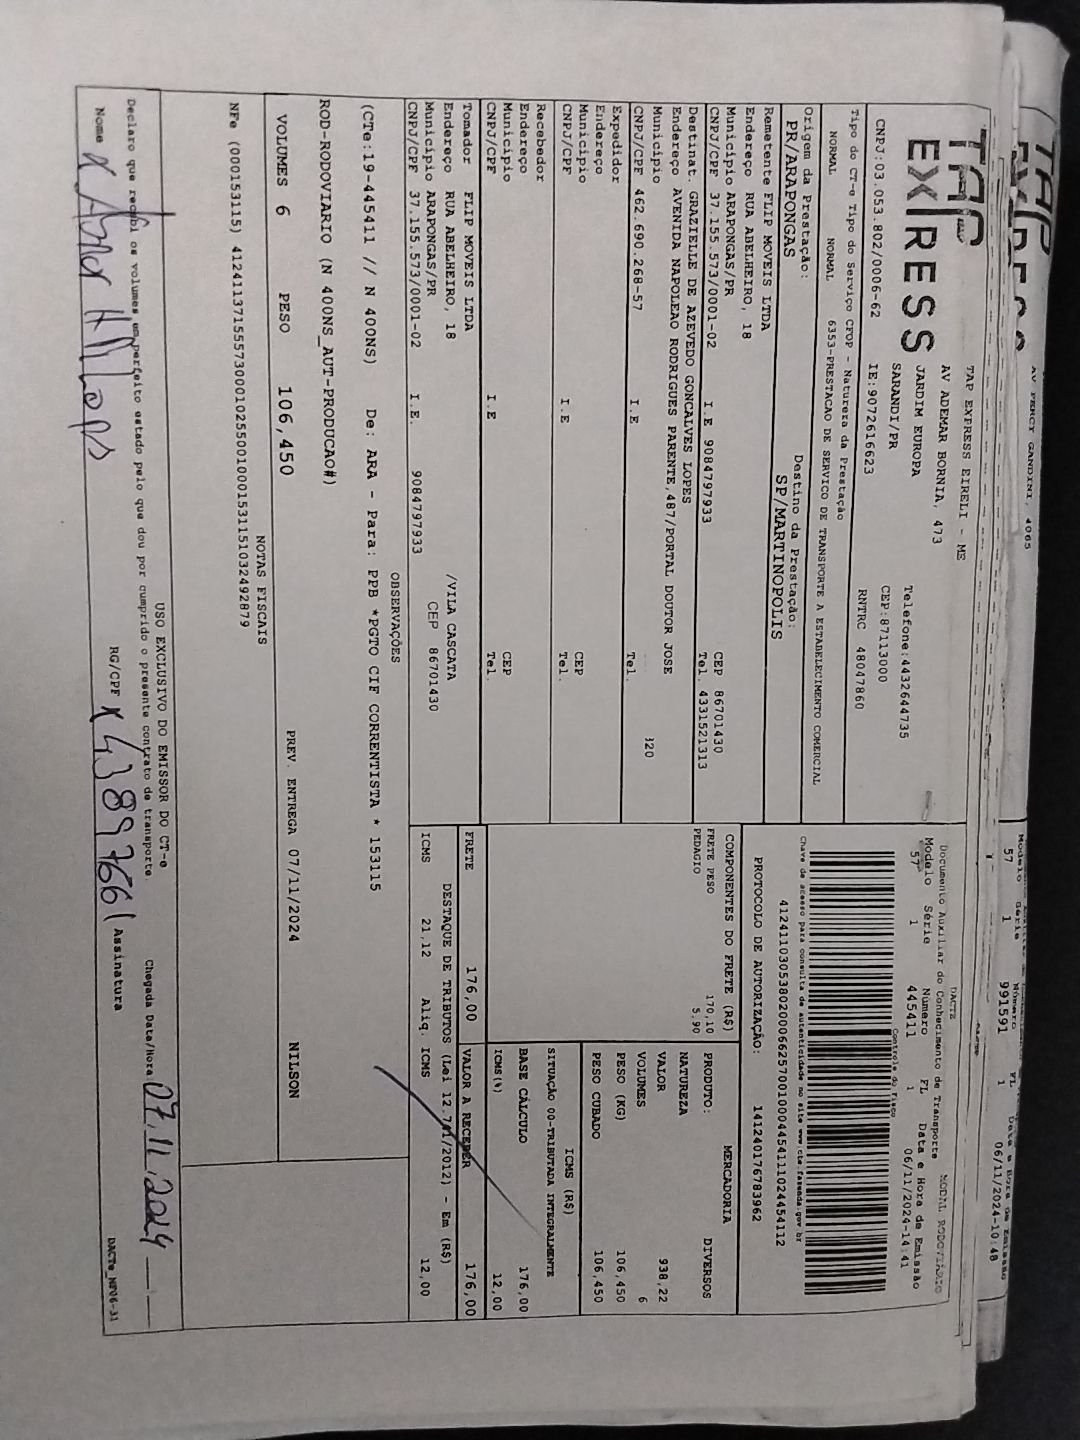 TAP EXPRESS
TAP EXPRESS EIRELI - ME
AV ADEMAR BORNIA, 473
JARDIM EUROPA
SARANDI/PR
Telefone:4432644735
CEP:87113000
CNPJ:03.053.802/0006-62 IE:9072616623 RNTRC 48047860
DACTE
Documento Auxiliar do Conhecimento de Transporte MODAL RODOVIÁRIO
Modelo Série Número FL Data e Hora de Emissão
57 1 445411 1 06/11/2024-14:41
Controle do Fisco
Chave de acesso para consulta de autenticidade no site www.cte.fazenda.gov.br
41241103053802000662570010004454111024454112
PROTOCOLO DE AUTORIZAÇÃO: 141240176783962
Tipo do CT-e Tipo do Serviço CFOP - Natureza da Prestação
NORMAL NORMAL 6353-PRESTACAO DE SERVICO DE TRANSPORTE A ESTABELECIMENTO COMERCIAL
Origem da Prestação: Destino da Prestação:
PR/ARAPONGAS SP/MARTINOPOLIS
Remetente FLIP MOVEIS LTDA
Endereço RUA ABELHEIRO, 18
Município ARAPONGAS/PR CEP 86701430
CNPJ/CPF 37.155.573/0001-02 I.E 9084797933 Tel. 4331521313
Destinat. GRAZIELLE DE AZEVEDO GONCALVES LOPES
Endereço AVENIDA NAPOLEAO RODRIGUES PARENTE,487/PORTAL DOUTOR JOSE
Município 320
CNPJ/CPF 462.690.268-57 I.E Tel.
Expedidor
Endereço
Município CEP
CNPJ/CPF I.E Tel.
Recebedor
Endereço
Município CEP
CNPJ/CPF I.E Tel.
Tomador FLIP MOVEIS LTDA
Endereço RUA ABELHEIRO, 18 /VILA CASCATA
Município ARAPONGAS/PR CEP 86701430
CNPJ/CPF 37.155.573/0001-02 I.E. 9084797933
COMPONENTES DO FRETE (R$)
FRETE PESO 170,10
PEDAGIO 5,90
MERCADORIA
PRODUTO: DIVERSOS
NATUREZA
VALOR 938,22
VOLUMES 6
PESO (KG) 106,450
PESO CUBADO 106,450
ICMS (R$)
SITUAÇÃO 00-TRIBUTADA INTEGRALMENTE
BASE CÁLCULO 176,00
ICMS(%) 12,00
FRETE 176,00 VALOR A RECEBER 176,00
DESTAQUE DE TRIBUTOS (Lei 12.741/2012) - Em (R$)
ICMS 21,12 Aliq. ICMS 12,00
OBSERVAÇÕES
(CTe:19-445411 // N 400NS) De: ARA - Para: PPB *PGTO CIF CORRENTISTA * 153115
ROD-RODOVIARIO (N 400NS_AUT-PRODUCAO#)
VOLUMES 6 PESO 106,450 PREV. ENTREGA 07/11/2024 NILSON
NOTAS FISCAIS
NFe (000153115) 41241137155573000102550010001531151032492879
USO EXCLUSIVO DO EMISSOR DO CT-e
Declaro que recebi os volumes em perfeito estado pelo que dou por cumprido o presente contrato de transporte. Chegada Data/Hora 07.11.2024
Nome RG/CPF x 43897661 Assinatura
DACTe_NF06-31
AV PERCY GANDINI, 4065
57 1 991591 1 06/11/2024-10:48